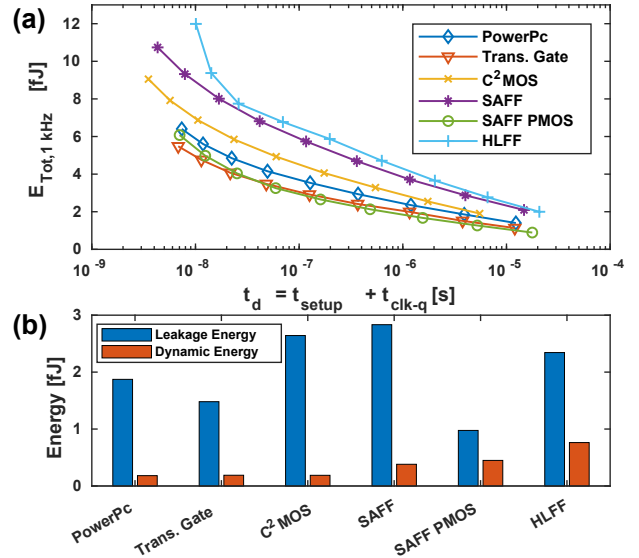 (a)
E_Tot,1 kHz [fJ]
12
10
8
6
4
2
0
10^-9
10^-8
10^-7
10^-6
10^-5
10^-4
t_d = t_setup + t_clk-q [s]
PowerPc
Trans. Gate
C^2MOS
SAFF
SAFF PMOS
HLFF
(b)
Energy [fJ]
3
2
1
0
Leakage Energy
Dynamic Energy
PowerPc
Trans. Gate
C^2 MOS
SAFF
SAFF PMOS
HLFF